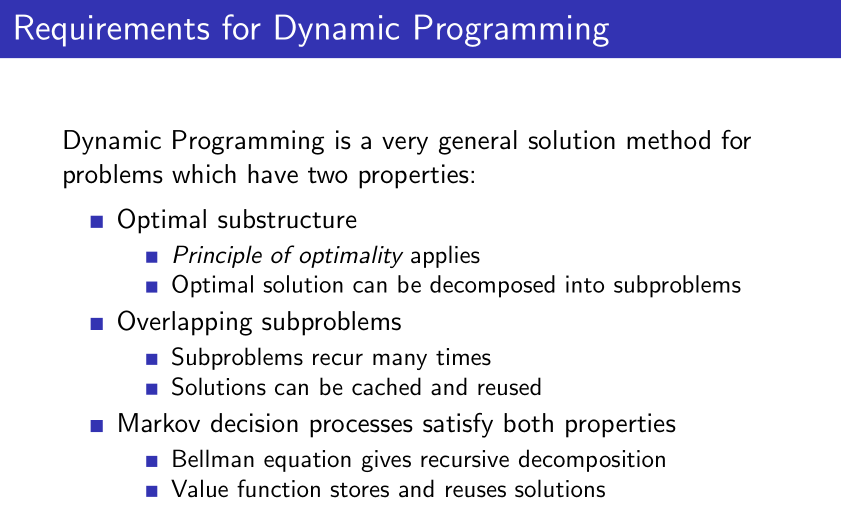 Requirements for Dynamic Programming
Dynamic Programming is a very general solution method for
problems which have two properties:
Optimal substructure
Principle of optimality applies
Optimal solution can be decomposed into subproblems
Overlapping subproblems
Subproblems recur many times
Solutions can be cached and reused
Markov decision processes satisfy both properties
Bellman equation gives recursive decomposition
Value function stores and reuses solutions